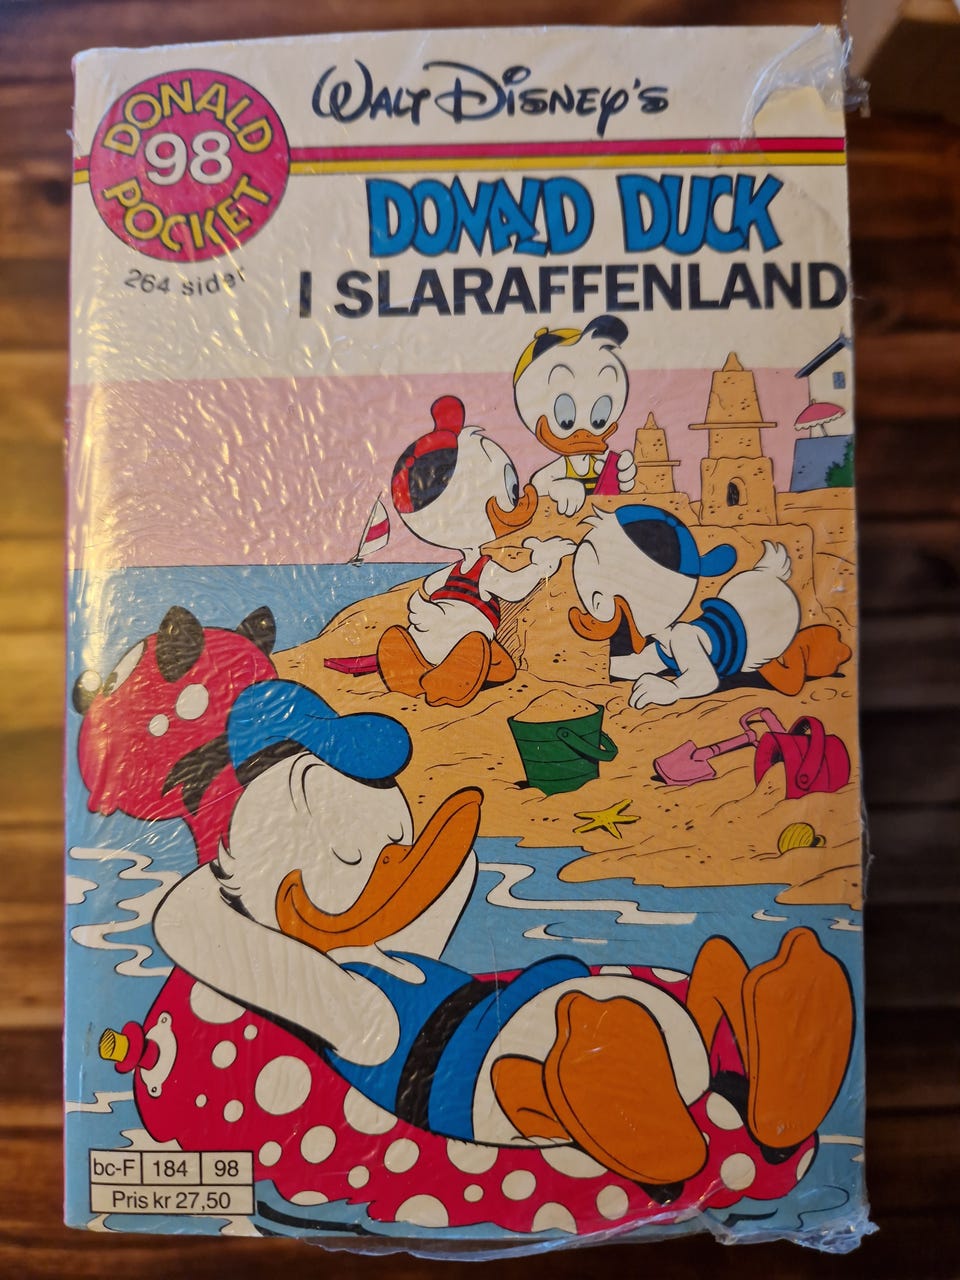 DONALD
98
POCKET
264 sider
WALT DISNEY'S
DONALD DUCK
I SLARAFFENLAND
bc-F 184 98
Pris kr 27,50